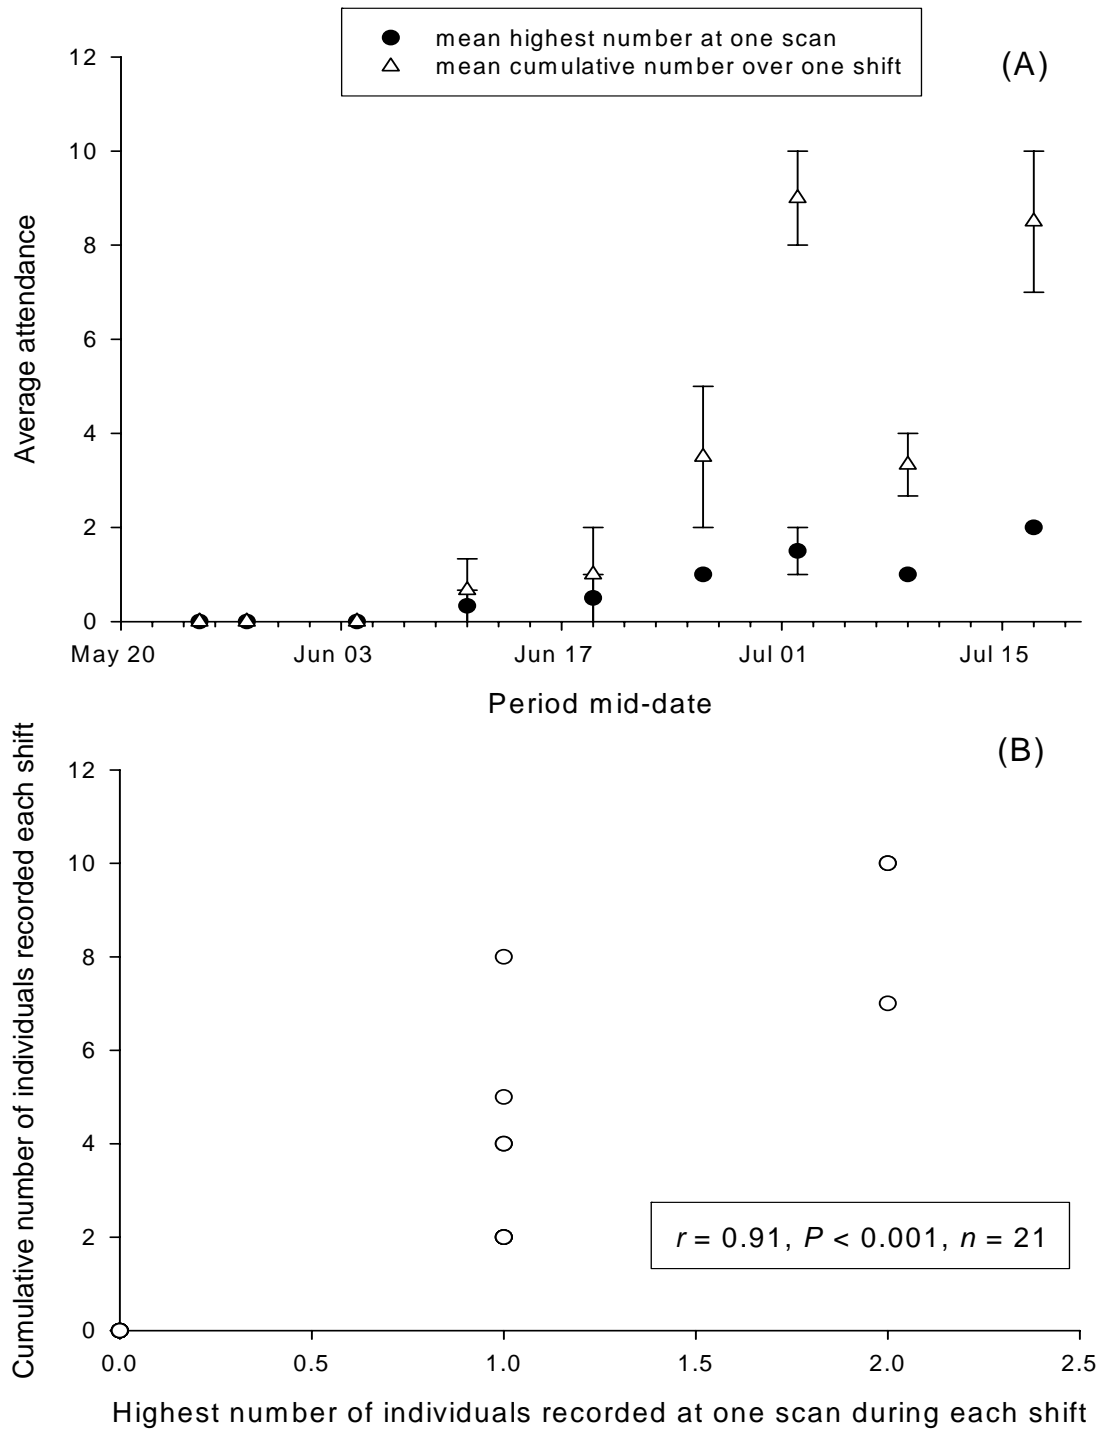 mean highest number at one scan
mean cumulative number over one shift
(A)
12
10
8
6
4
2
0
Average attendance
May 20
Jun 03
Jun 17
Jul 01
Jul 15
Period mid-date
(B)
12
10
8
6
4
2
0
Cumulative number of individuals recorded each shift
r = 0.91, P < 0.001, n = 21
0.0
0.5
1.0
1.5
2.0
2.5
Highest number of individuals recorded at one scan during each shift